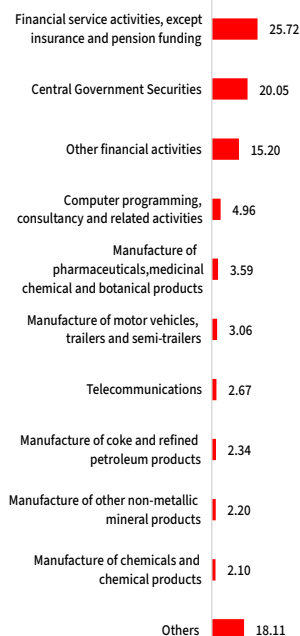 Financial service activities, except
insurance and pension funding
25.72
Central Government Securities
20.05
Other financial activities
15.20
Computer programming,
consultancy and related activities
4.96
Manufacture of
pharmaceuticals,medicinal
chemical and botanical products
3.59
Manufacture of motor vehicles,
trailers and semi-trailers
3.06
Telecommunications
2.67
Manufacture of coke and refined
petroleum products
2.34
Manufacture of other non-metallic
mineral products
2.20
Manufacture of chemicals and
chemical products
2.10
Others
18.11